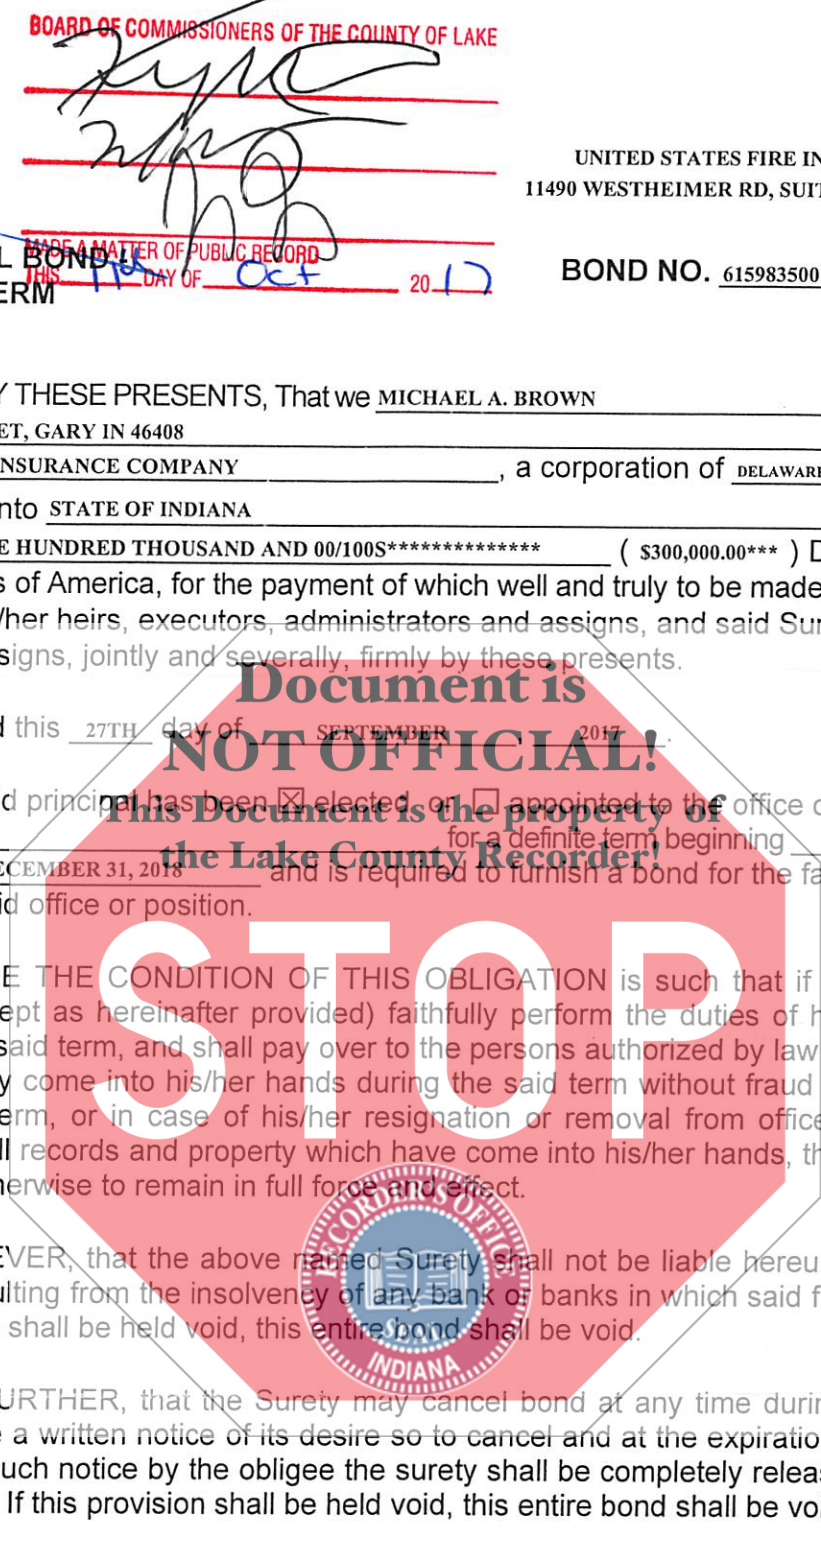 BOARD OF COMMISSIONERS OF THE COUNTY OF LAKE
UNITED STATES FIRE IN
11490 WESTHEIMER RD, SUIT
MADE A MATTER OF PUBLIC RECORD
L BOND
THIS 11th DAY OF Oct 2017
ERM
BOND NO. 615983500
Y THESE PRESENTS, That we MICHAEL A. BROWN
ET, GARY IN 46408
NSURANCE COMPANY , a corporation of DELAWARE
nto STATE OF INDIANA
E HUNDRED THOUSAND AND 00/100S************** ( $300,000.00*** ) D
s of America, for the payment of which well and truly to be made
/her heirs, executors, administrators and assigns, and said Sur
signs, jointly and severally, firmly by these presents.
Document is
d this 27TH day of SEPTEMBER , 2017 .
NOT OFFICIAL!
d principal has been ☒ elected, or ☐ appointed to the office o
This Document is the property of
for a definite term beginning
the Lake County Recorder!
ECEMBER 31, 2018 and is required to furnish a bond for the fa
id office or position.
STOP
E THE CONDITION OF THIS OBLIGATION is such that if
ept as hereinafter provided) faithfully perform the duties of h
said term, and shall pay over to the persons authorized by law
y come into his/her hands during the said term without fraud
erm, or in case of his/her resignation or removal from office
ll records and property which have come into his/her hands, th
herwise to remain in full force and effect.
RECORDER'S OFFICE
EVER, that the above named Surety shall not be liable hereu
ulting from the insolvency of any bank or banks in which said f
shall be held void, this entire bond shall be void.
SEAL
INDIANA
URTHER, that the Surety may cancel bond at any time durin
e a written notice of its desire so to cancel and at the expiratio
uch notice by the obligee the surety shall be completely releas
If this provision shall be held void, this entire bond shall be vo